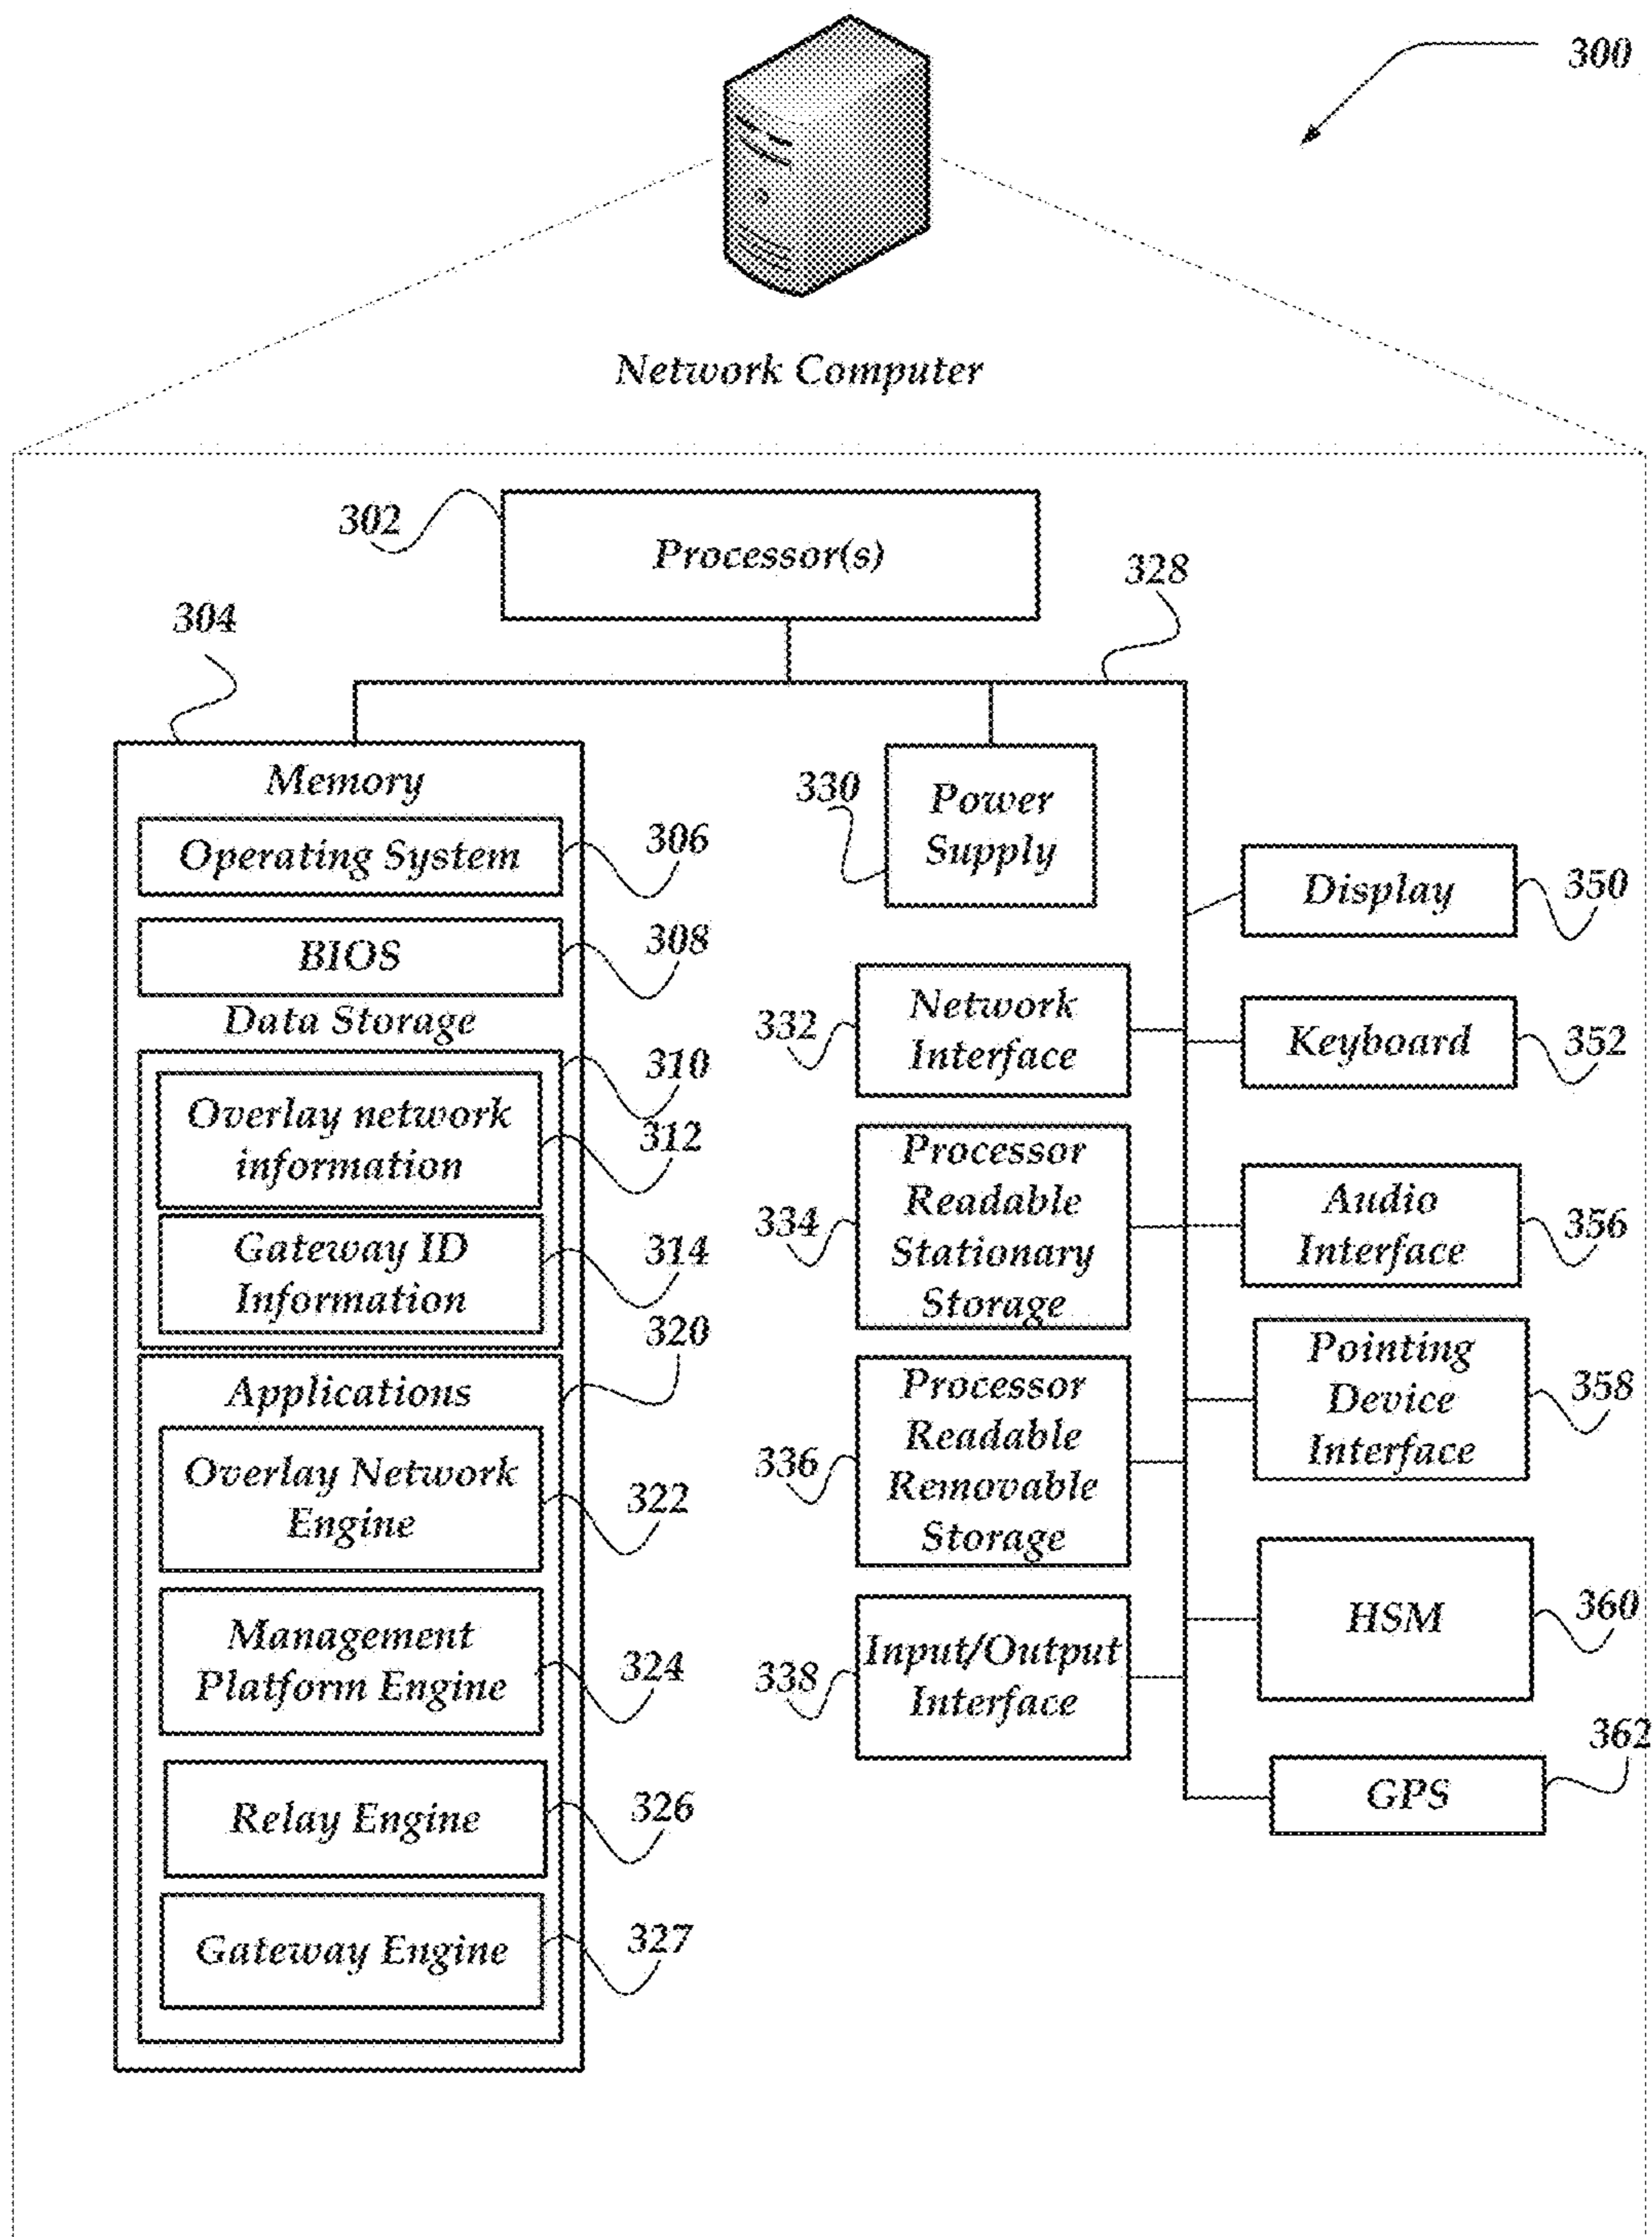 300
Network Computer
302
Processor(s)
328
304
Memory
Operating System
306
BIOS
308
Data Storage
310
Overlay network
information
312
Gateway ID
Information
314
320
Applications
Overlay Network
Engine
322
Management
Platform Engine
324
Relay Engine
326
Gateway Engine
327
330
Power
Supply
332
Network
Interface
334
Processor
Readable
Stationary
Storage
336
Processor
Readable
Removable
Storage
338
Input/Output
Interface
Display
350
Keyboard
352
Audio
Interface
356
Pointing
Device
Interface
358
HSM
360
362
GPS